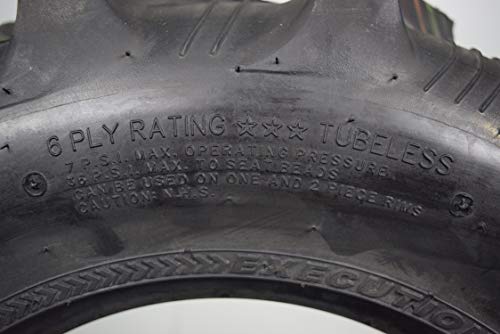 6 PLY RATING ☆☆☆ TUBELESS
7 P.S.I. MAX. OPERATING PRESSURE
36 P.S.I. MAX. TO SEAT BEADS
CAN BE USED ON ONE AND 2 PIECE RIMS
CAUTION: N.H.S.
EXECUTION